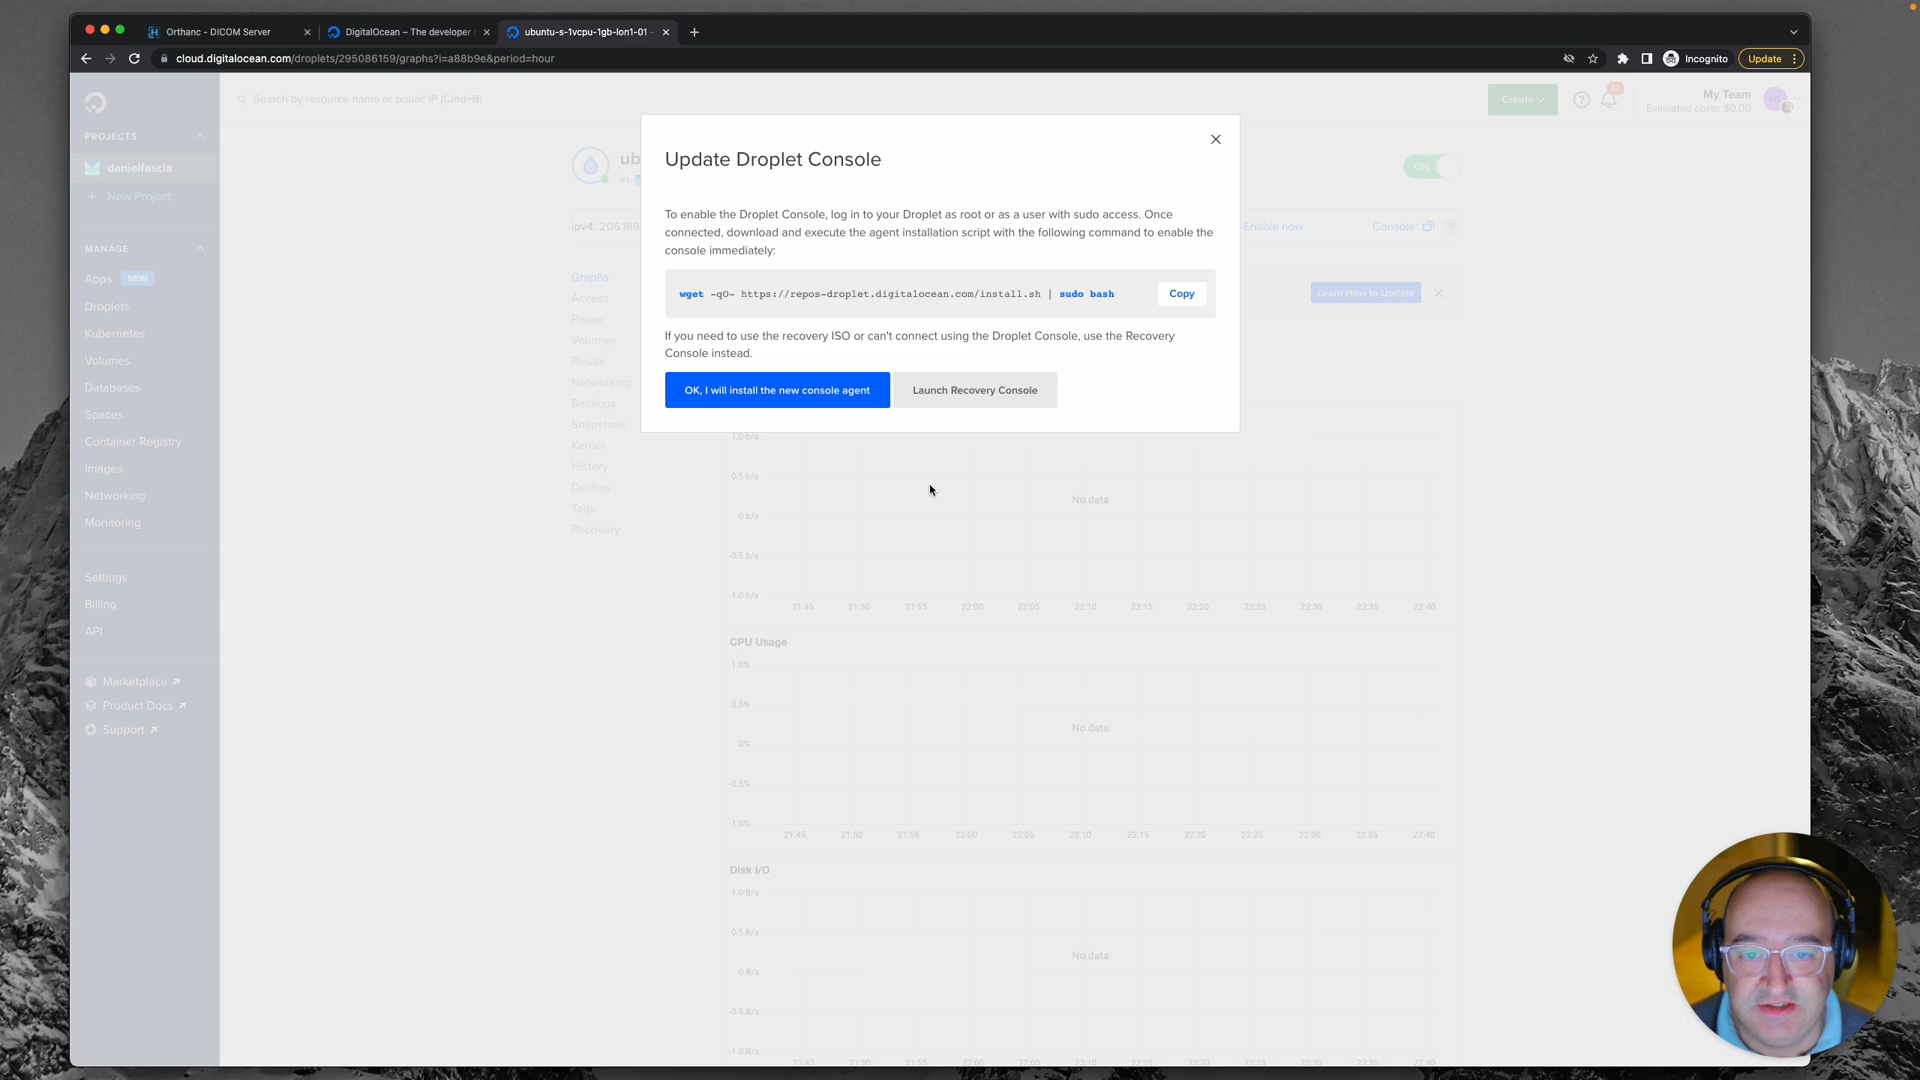 Orthanc - DICOM Server
DigitalOcean – The developer
ubuntu-s-1vcpu-1gb-lon1-01 -
cloud.digitalocean.com/droplets/295086159/graphs?i=a88b9e&period=hour
Incognito
Update
Search by resource name or public IP (Cmd+B)
Create
My Team
Estimated costs: $0.00
PROJECTS
danielfascia
+ New Project
MANAGE
Apps NEW
Droplets
Kubernetes
Volumes
Databases
Spaces
Container Registry
Images
Networking
Monitoring
Settings
Billing
API
Marketplace
Product Docs
Support
ub
in
ON
ipv4: 206.189
Enable now
Console:
?
Learn How to Update
Graphs
Access
Power
Volumes
Resize
Networking
Backups
Snapshots
Kernel
History
Destroy
Tags
Recovery
Update Droplet Console
To enable the Droplet Console, log in to your Droplet as root or as a user with sudo access. Once
connected, download and execute the agent installation script with the following command to enable the
console immediately:
wget -qO- https://repos-droplet.digitalocean.com/install.sh | sudo bash
Copy
If you need to use the recovery ISO or can't connect using the Droplet Console, use the Recovery
Console instead.
OK, I will install the new console agent
Launch Recovery Console
1.0 b/s
0.5 b/s
No data
0 b/s
-0.5 b/s
-1.0 b/s
21:45 21:50 21:55 22:00 22:05 22:10 22:15 22:20 22:25 22:30 22:35 22:40
CPU Usage
1.0%
0.5%
No data
0%
-0.5%
-1.0%
21:45 21:50 21:55 22:00 22:05 22:10 22:15 22:20 22:25 22:30 22:35 22:40
Disk I/O
1.0 B/s
0.5 B/s
No data
0 B/s
-0.5 B/s
-1.0 B/s
21:45 21:50 21:55 22:00 22:05 22:10 22:15 22:20 22:25 22:30 22:35 22:40